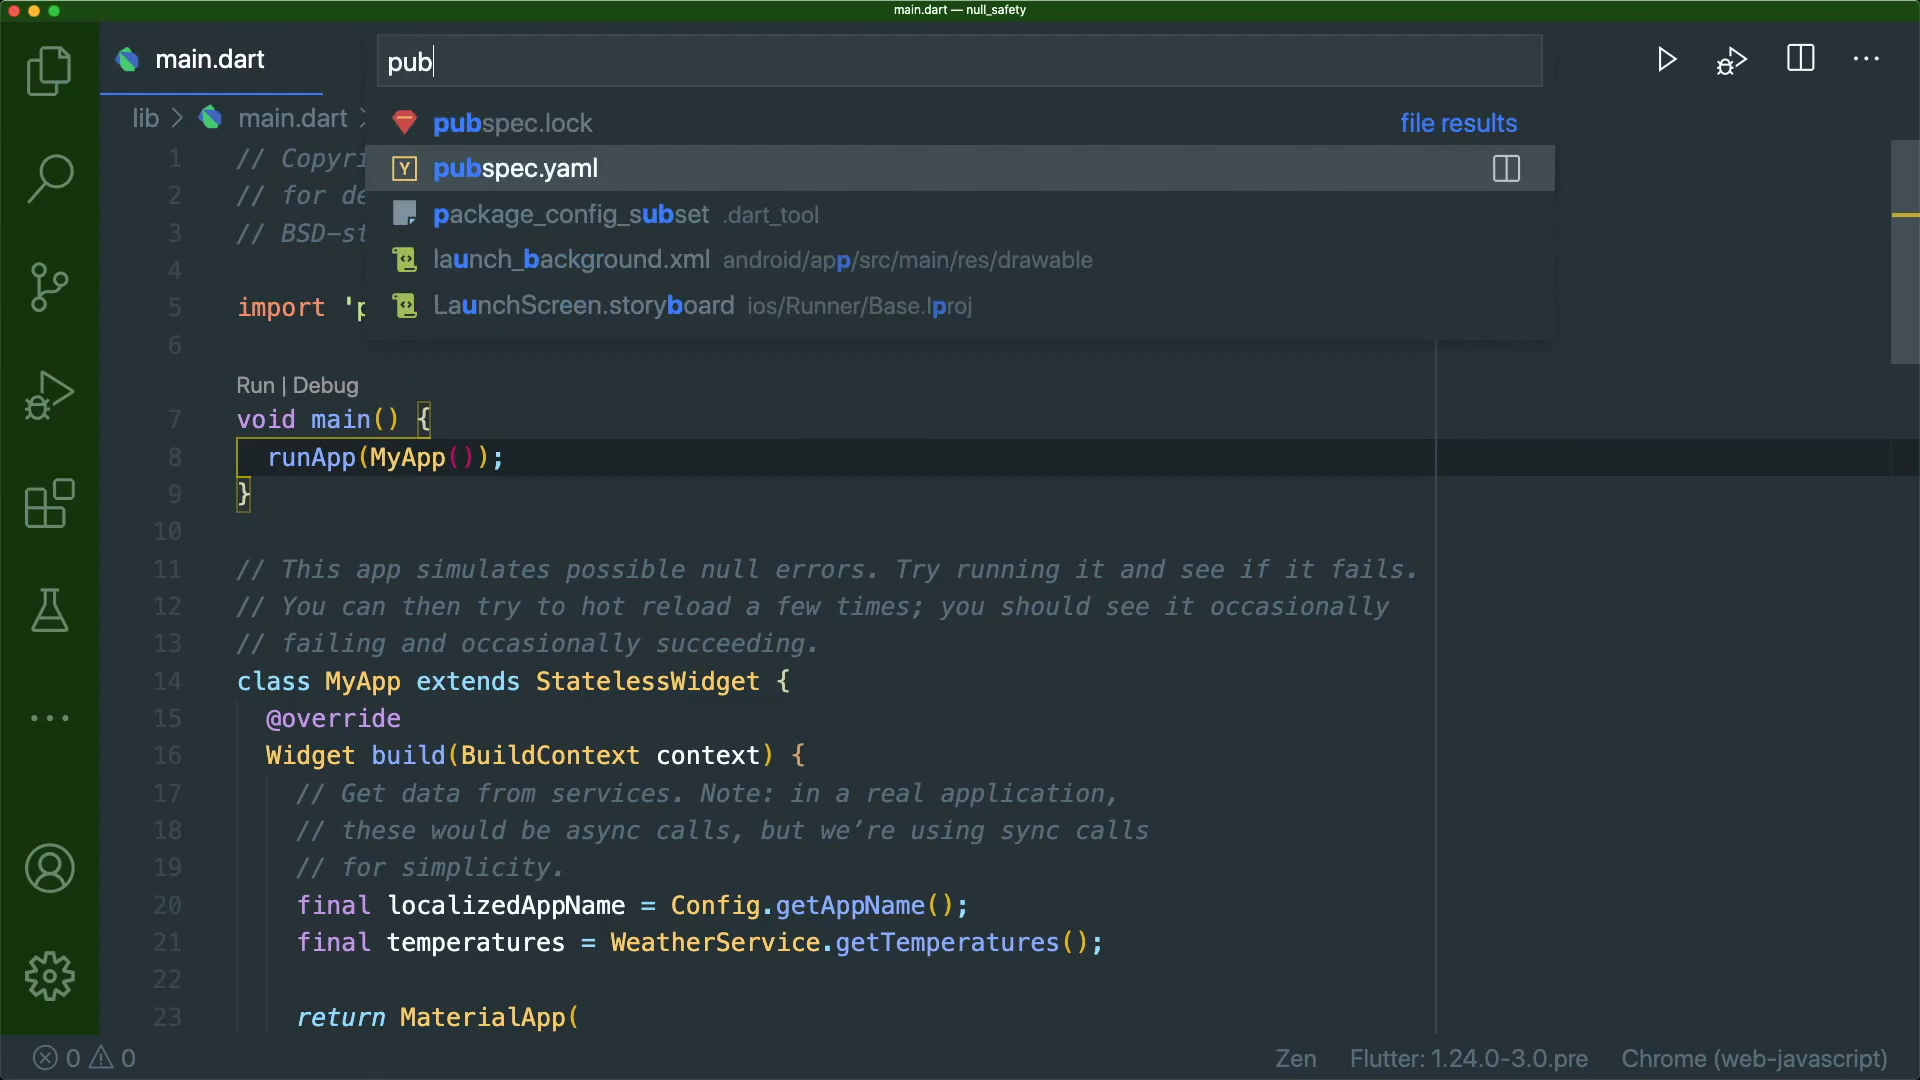 main.dart — null_safety
main.dart
pub
lib > main.dart >
pubspec.lock file results
pubspec.yaml
package_config_subset .dart_tool
launch_background.xml android/app/src/main/res/drawable
LaunchScreen.storyboard ios/Runner/Base.lproj
1 // Copyri
2 // for de
3 // BSD-st
4
5 import 'p
6
Run | Debug
7 void main() {
8 runApp(MyApp());
9 }
10
11 // This app simulates possible null errors. Try running it and see if it fails.
12 // You can then try to hot reload a few times; you should see it occasionally
13 // failing and occasionally succeeding.
14 class MyApp extends StatelessWidget {
15 @override
16 Widget build(BuildContext context) {
17 // Get data from services. Note: in a real application,
18 // these would be async calls, but we’re using sync calls
19 // for simplicity.
20 final localizedAppName = Config.getAppName();
21 final temperatures = WeatherService.getTemperatures();
22
23 return MaterialApp(
0 0 Zen Flutter: 1.24.0-3.0.pre Chrome (web-javascript)